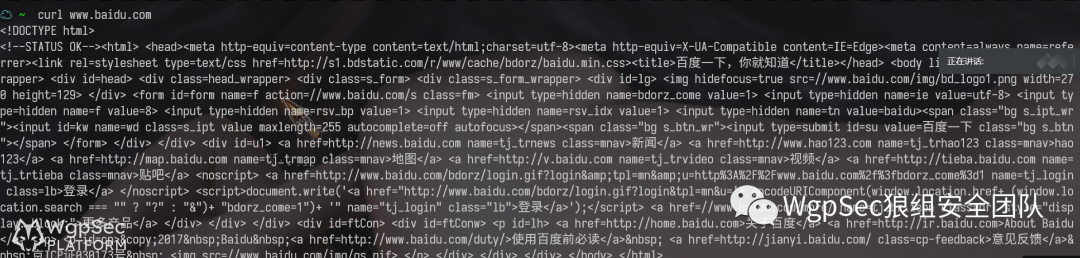 ~ curl www.baidu.com
<!DOCTYPE html>
<!--STATUS OK--><html> <head><meta http-equiv=content-type content=text/html;charset=utf-8><meta http-equiv=X-UA-Compatible content=IE=Edge><meta content=always name=refe
rrer><link rel=stylesheet type=text/css href=http://s1.bdstatic.com/r/www/cache/bdorz/baidu.min.css><title>百度一下，你就知道</title></head> <body li
正在讲话:
rapper> <div id=head> <div class=head_wrapper> <div class=s_form> <div class=s_form_wrapper> <div id=lg> <img hidefocus=true src=//www.baidu.com/img/bd_logo1.png width=27
0 height=129> </div> <form id=form name=f action=//www.baidu.com/s class=fm> <input type=hidden name=bdorz_come value=1> <input type=hidden name=ie value=utf-8> <input ty
pe=hidden name=f value=8> <input type=hidden name=rsv_bp value=1> <input type=hidden name=rsv_idx value=1> <input type=hidden name=tn value=baidu><span class="bg s_ipt_wr
"><input id=kw name=wd class=s_ipt value maxlength=255 autocomplete=off autofocus></span><span class="bg s_btn_wr"><input type=submit id=su value=百度一下 class="bg s_btn
"></span> </form> </div> </div> <div id=u1> <a href=http://news.baidu.com name=tj_trnews class=mnav>新闻</a> <a href=http://www.hao123.com name=tj_trhao123 class=mnav>hao
123</a> <a href=http://map.baidu.com name=tj_trmap class=mnav>地图</a> <a href=http://v.baidu.com name=tj_trvideo class=mnav>视频</a> <a href=http://tieba.baidu.com name=
tj_trtieba class=mnav>贴吧</a> <noscript> <a href=http://www.baidu.com/bdorz/login.gif?login&amp;tpl=mn&amp;u=http%3A%2F%2Fwww.baidu.com%2f%3fbdorz_come%3d1 name=tj_login
class=lb>登录</a> </noscript> <script>document.write('<a href="http://www.baidu.com/bdorz/login.gif?login&tpl=mn&u= codeURIComponent(window.location.href+ (window.lo
cation.search === "" ? "?" : "&")+ "bdorz_come=1")+ '" name="tj_login" class="lb">登录</a>');</script> <a href=//www
WgpSec狼组安全团队
更多产品</a> </div> </div> </div> <div id=ftCon> <div id=ftConw> <p id=lh> <a href=http://home.baidu.com>关于百度</a> <a href=http://ir.baidu.com>About Baidu
</a> copy;2017&nbsp;Baidu&nbsp;<a href=http://www.baidu.com/duty/>使用百度前必读</a>&nbsp; <a href=http://jianyi.baidu.com/ class=cp-feedback>意见反馈</a>&
nbsp;京ICP证030173号&nbsp; <img src=//www.baidu.com/img/gs.gif> </p> </div> </div> </div> </body> </html>
WgpSec
PLATFORM